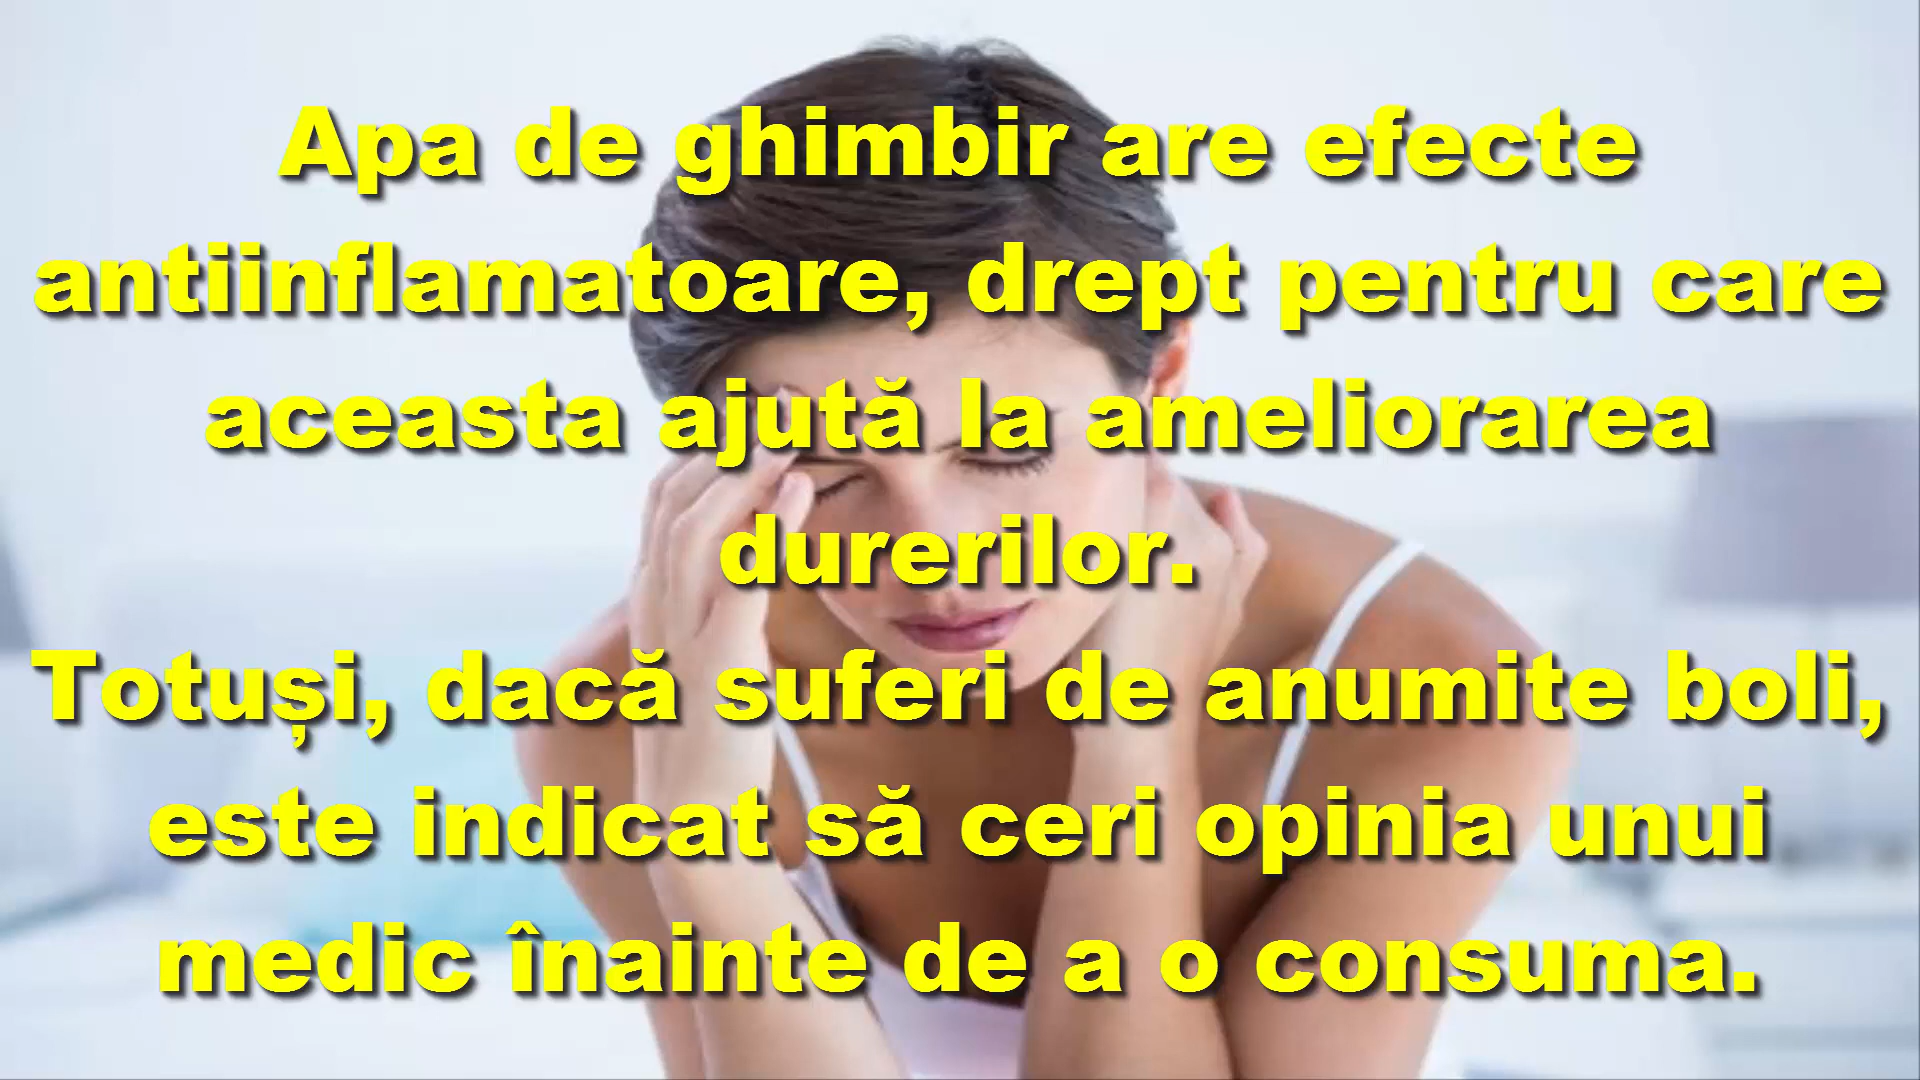 Apa de ghimbir are efecte
antiinflamatoare, drept pentru care
aceasta ajută la ameliorarea
durerilor.
Totuși, dacă suferi de anumite boli,
este indicat să ceri opinia unui
medic înainte de a o consuma.